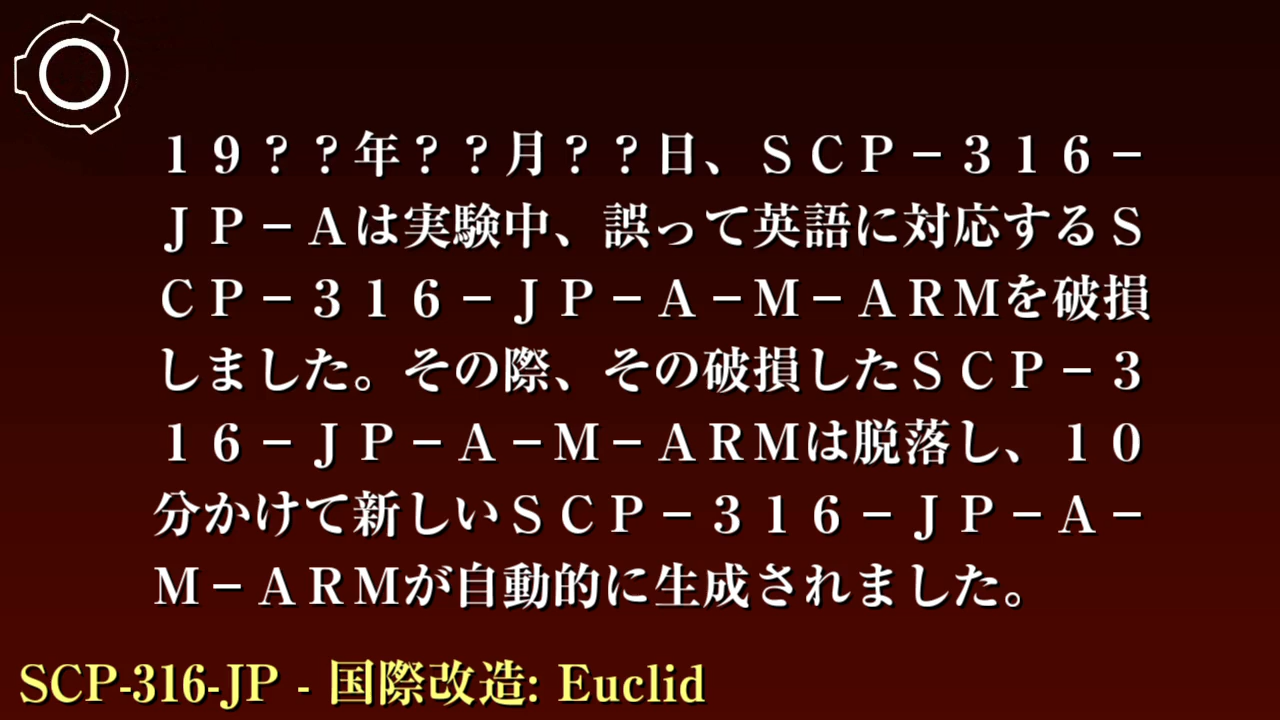 １９？？年？？月？？日、ＳＣＰ－３１６－
ＪＰ－Ａは実験中、誤って英語に対応するＳ
ＣＰ－３１６－ＪＰ－Ａ－Ｍ－ＡＲＭを破損
しました。その際、その破損したＳＣＰ－３
１６－ＪＰ－Ａ－Ｍ－ＡＲＭは脱落し、１０
分かけて新しいＳＣＰ－３１６－ＪＰ－Ａ－
Ｍ－ＡＲＭが自動的に生成されました。
SCP-316-JP - 国際改造: Euclid